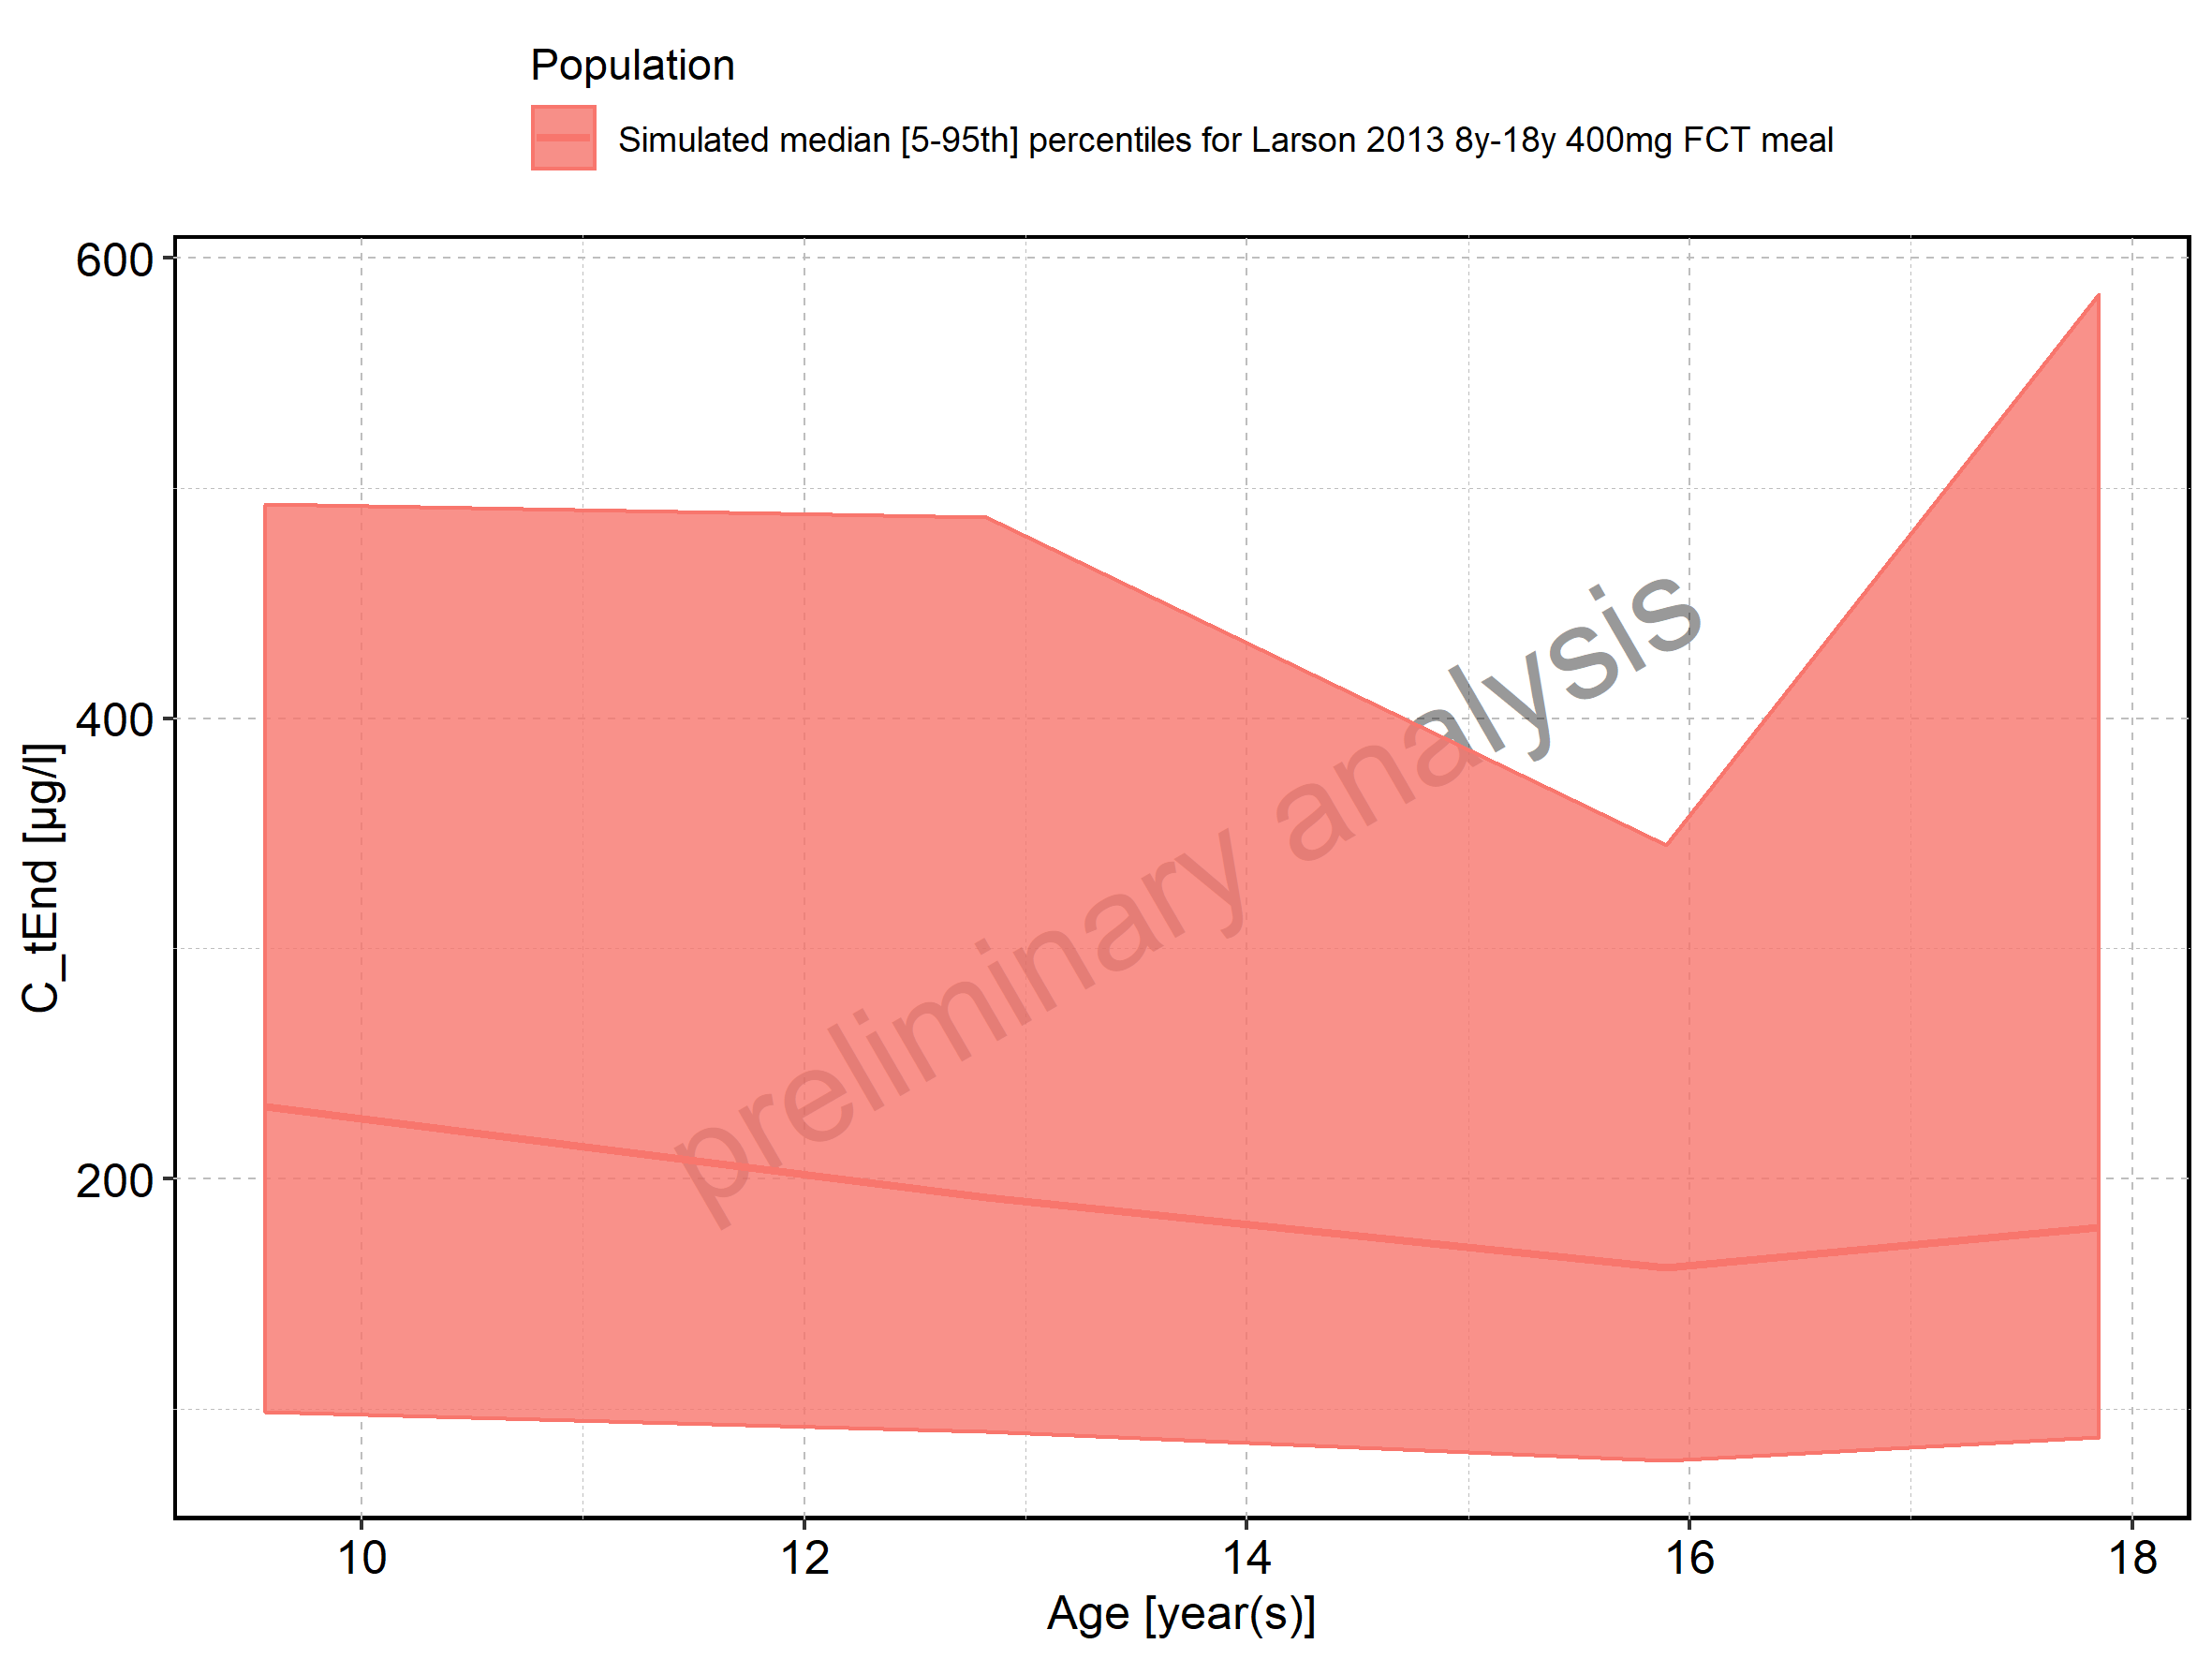 Population
Simulated median [5-95th] percentiles for Larson 2013 8y-18y 400mg FCT meal
600
400
200
C_tEnd [µg/l]
preliminary analysis
10 12 14 16 18
Age [year(s)]